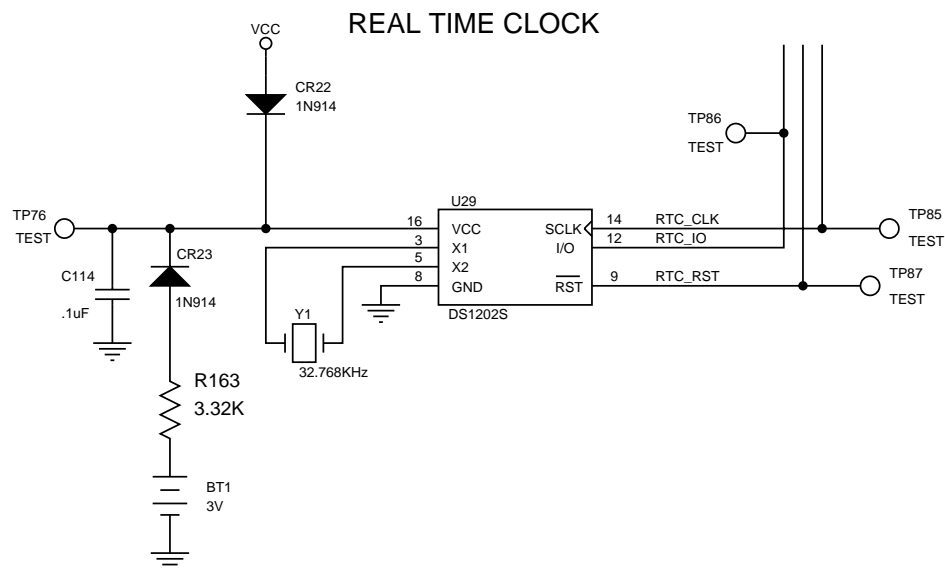 REAL TIME CLOCK
VCC
CR22
1N914
TP86
TEST
U29
TP76
TEST
16
VCC
SCLK
14
RTC_CLK
TP85
TEST
3
X1
I/O
12
RTC_IO
CR23
1N914
5
X2
C114
.1uF
8
GND
RST
9
RTC_RST
TP87
TEST
DS1202S
Y1
32.768KHz
R163
3.32K
BT1
3V